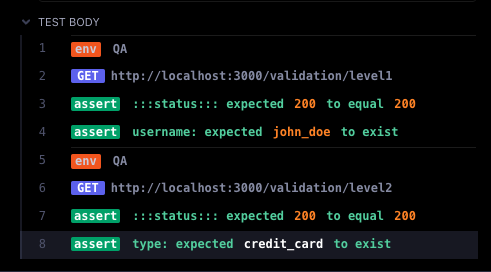 TEST BODY
1 env QA
2 GET http://localhost:3000/validation/level1
3 assert :::status::: expected 200 to equal 200
4 assert username: expected john_doe to exist
5 env QA
6 GET http://localhost:3000/validation/level2
7 assert :::status::: expected 200 to equal 200
8 assert type: expected credit_card to exist